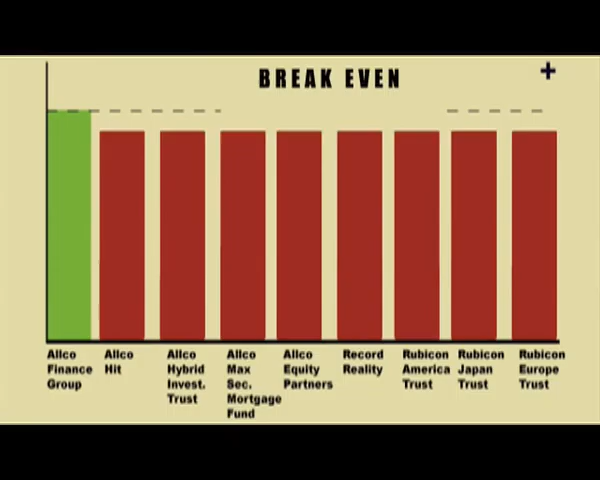 BREAK EVEN
+
Allco
Finance
Group
Allco
Hit
Allco
Hybrid
Invest.
Trust
Allco
Max
Sec.
Mortgage
Fund
Allco
Equity
Partners
Record
Reality
Rubicon
America
Trust
Rubicon
Japan
Trust
Rubicon
Europe
Trust